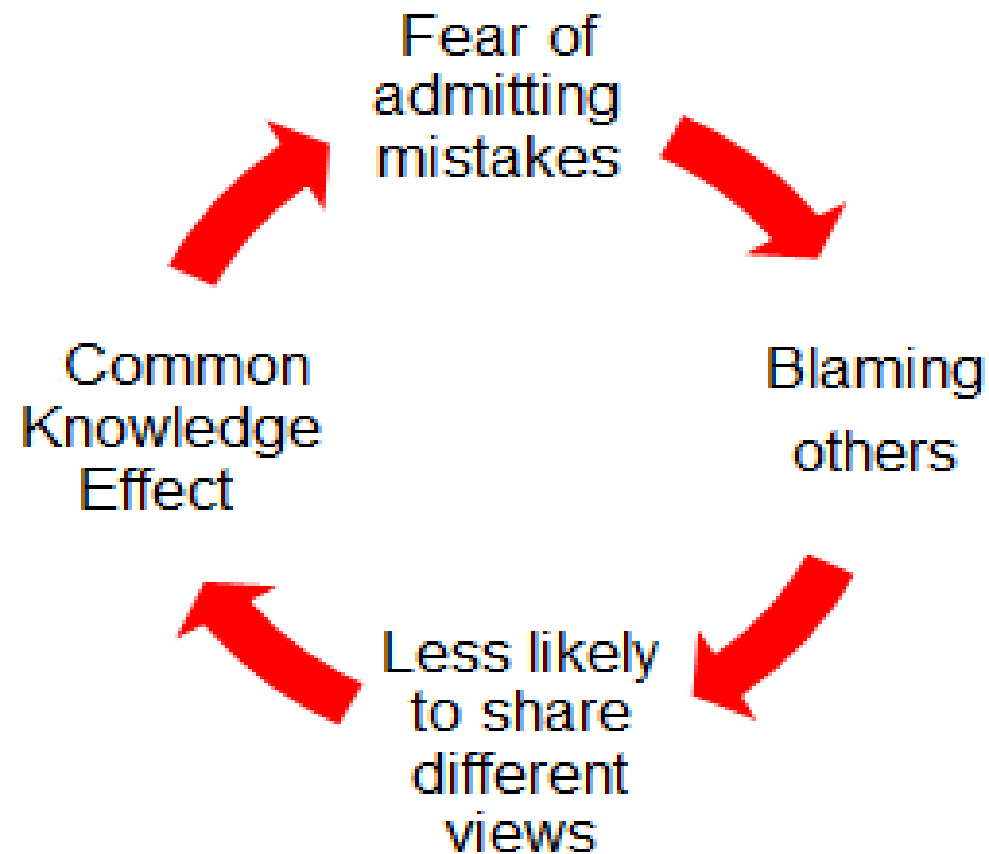 Fear of
admitting
mistakes
Blaming
others
Less likely
to share
different
views
Common
Knowledge
Effect